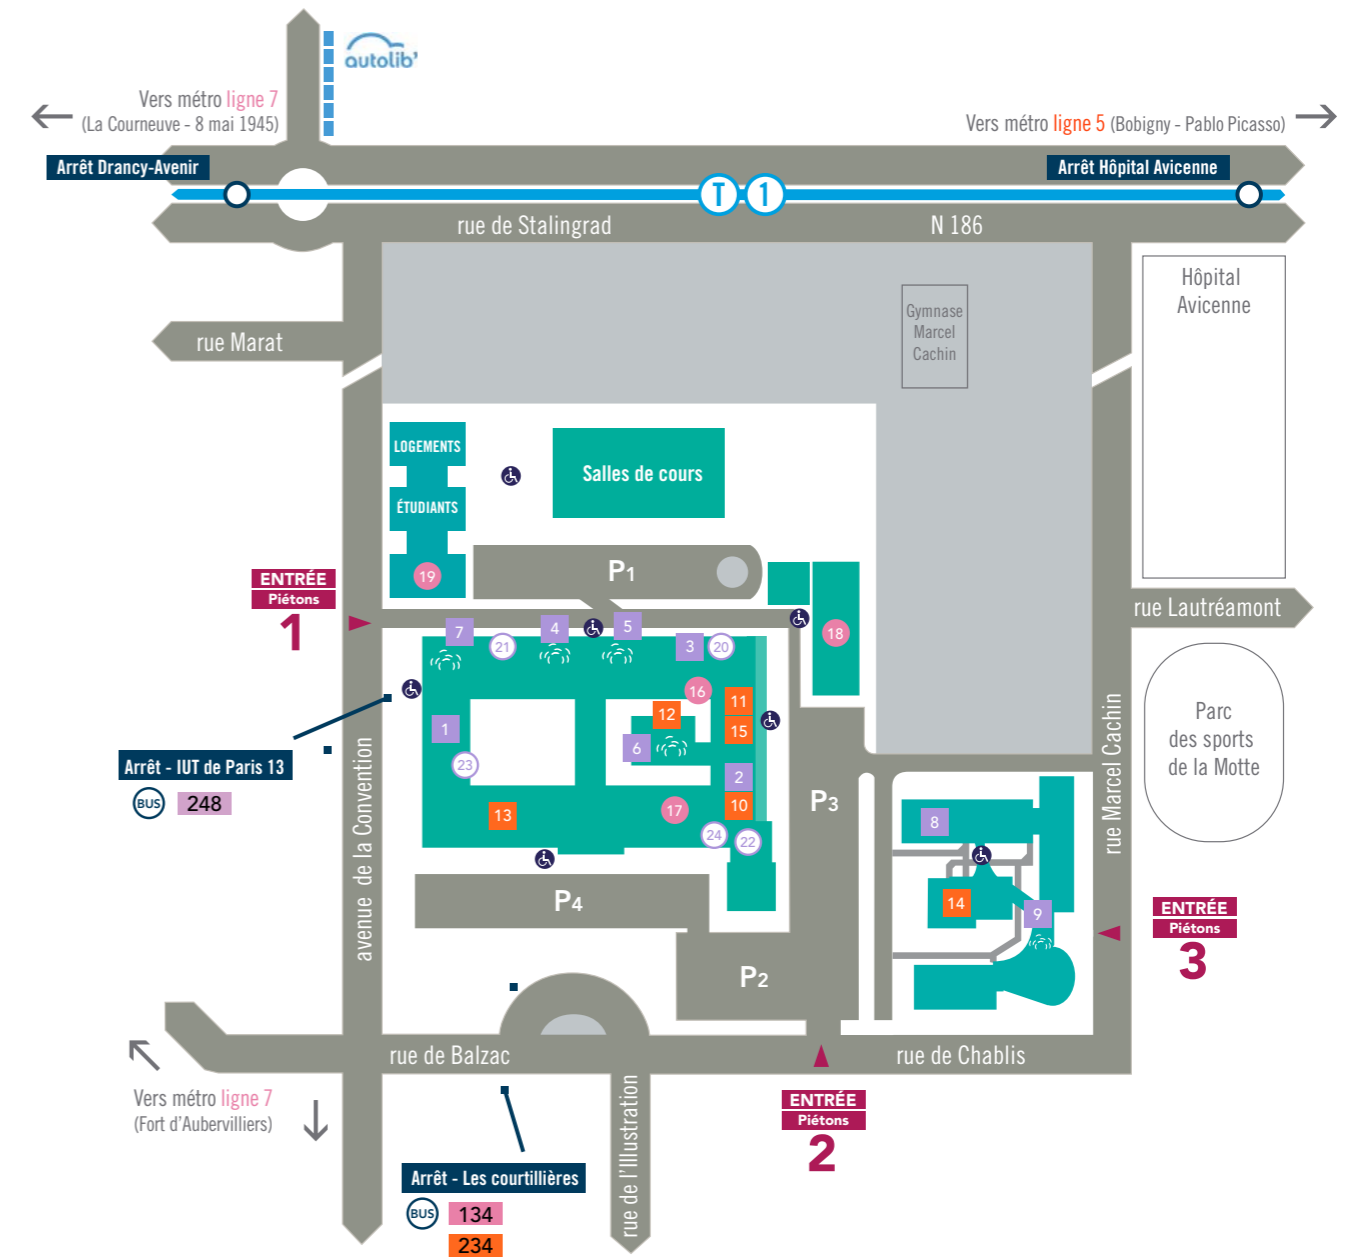 autolib'
Vers métro ligne 7
(La Courneuve - 8 mai 1945)
Vers métro ligne 5 (Bobigny - Pablo Picasso)
Arrêt Drancy-Avenir
Arrêt Hôpital Avicenne
T 1
rue de Stalingrad
N 186
Hôpital
Avicenne
Gymnase
Marcel
Cachin
rue Marat
LOGEMENTS
ÉTUDIANTS
19
Salles de cours
P1
ENTRÉE
Piétons
1
rue Lautréamont
7
21
4
5
3
20
18
16
11
12
15
1
6
23
2
10
13
17
24
22
Arrêt - IUT de Paris 13
BUS 248
avenue de la Convention
P3
rue Marcel Cachin
Parc
des sports
de la Motte
8
14
9
P4
P2
ENTRÉE
Piétons
3
rue de Balzac
rue de Chablis
Vers métro ligne 7
(Fort d'Aubervilliers)
rue de l'Illustration
ENTRÉE
Piétons
2
Arrêt - Les courtillières
BUS 134
234